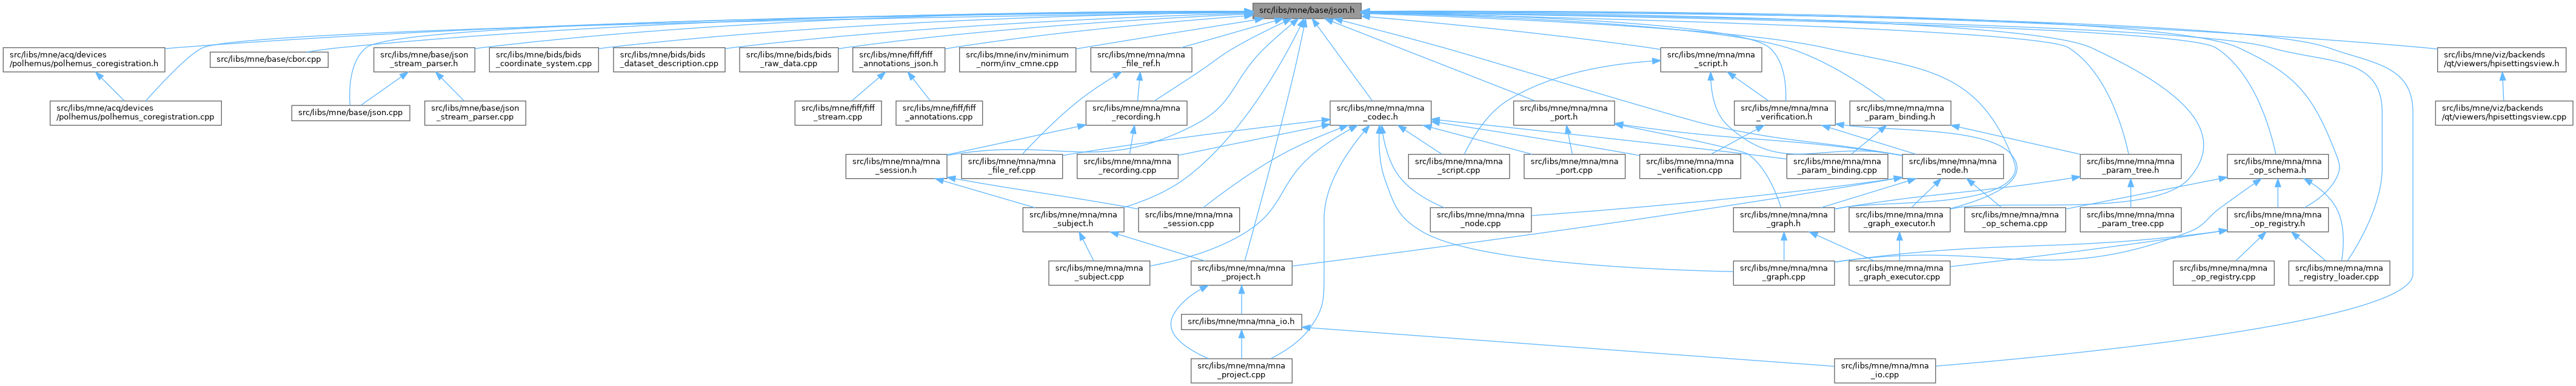 src/libs/mne/base/json.h
src/libs/mne/acq/devices
/polhemus/polhemus_coregistration.h
src/libs/mne/base/cbor.cpp
src/libs/mne/base/json
_stream_parser.h
src/libs/mne/bids/bids
_coordinate_system.cpp
src/libs/mne/bids/bids
_dataset_description.cpp
src/libs/mne/bids/bids
_raw_data.cpp
src/libs/mne/fiff/fiff
_annotations_json.h
src/libs/mne/inv/minimum
_norm/inv_cmne.cpp
src/libs/mne/mna/mna
_file_ref.h
src/libs/mne/mna/mna
_script.h
src/libs/mne/viz/backends
/qt/viewers/hpisettingsview.h
src/libs/mne/acq/devices
/polhemus/polhemus_coregistration.cpp
src/libs/mne/base/json.cpp
src/libs/mne/base/json
_stream_parser.cpp
src/libs/mne/fiff/fiff
_stream.cpp
src/libs/mne/fiff/fiff
_annotations.cpp
src/libs/mne/mna/mna
_recording.h
src/libs/mne/mna/mna
_codec.h
src/libs/mne/mna/mna
_port.h
src/libs/mne/mna/mna
_verification.h
src/libs/mne/mna/mna
_param_binding.h
src/libs/mne/viz/backends
/qt/viewers/hpisettingsview.cpp
src/libs/mne/mna/mna
_session.h
src/libs/mne/mna/mna
_file_ref.cpp
src/libs/mne/mna/mna
_recording.cpp
src/libs/mne/mna/mna
_script.cpp
src/libs/mne/mna/mna
_port.cpp
src/libs/mne/mna/mna
_verification.cpp
src/libs/mne/mna/mna
_param_binding.cpp
src/libs/mne/mna/mna
_node.h
src/libs/mne/mna/mna
_param_tree.h
src/libs/mne/mna/mna
_op_schema.h
src/libs/mne/mna/mna
_subject.h
src/libs/mne/mna/mna
_session.cpp
src/libs/mne/mna/mna
_node.cpp
src/libs/mne/mna/mna
_graph.h
src/libs/mne/mna/mna
_graph_executor.h
src/libs/mne/mna/mna
_op_schema.cpp
src/libs/mne/mna/mna
_param_tree.cpp
src/libs/mne/mna/mna
_op_registry.h
src/libs/mne/mna/mna
_subject.cpp
src/libs/mne/mna/mna
_project.h
src/libs/mne/mna/mna
_graph.cpp
src/libs/mne/mna/mna
_graph_executor.cpp
src/libs/mne/mna/mna
_op_registry.cpp
src/libs/mne/mna/mna
_registry_loader.cpp
src/libs/mne/mna/mna_io.h
src/libs/mne/mna/mna
_project.cpp
src/libs/mne/mna/mna
_io.cpp